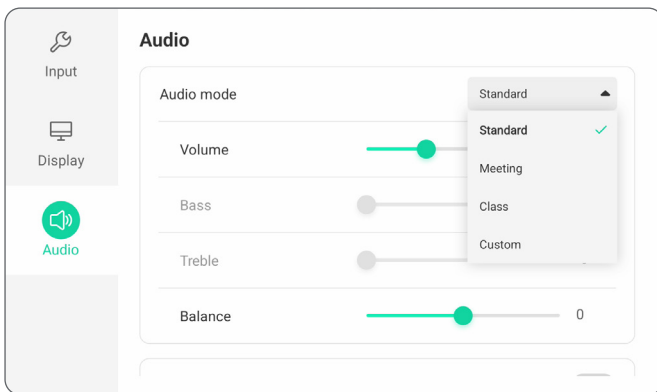 Input
Display
Audio
Audio
Audio mode
Standard
Standard
Meeting
Class
Custom
Volume
Bass
Treble
Balance
0